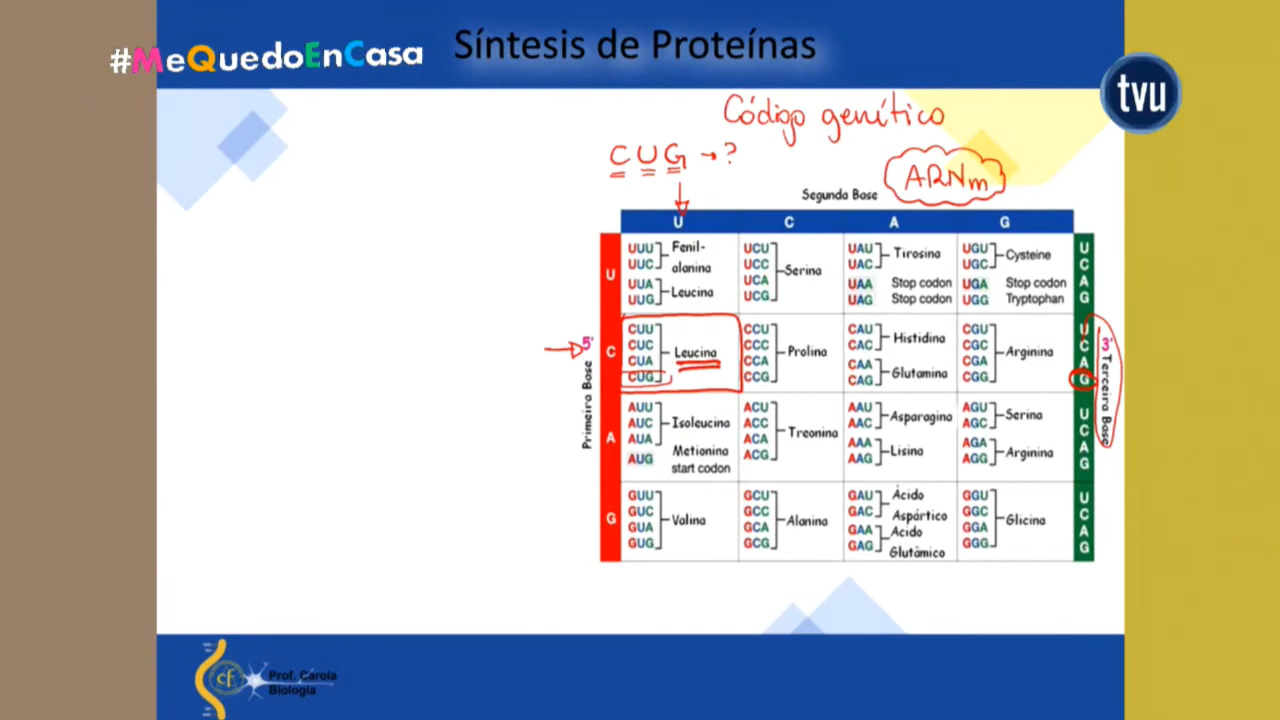 #MeQuedoEnCasa
Síntesis de Proteínas
tvu
Código genético
CUG → ?
ARNm
Segunda Base
U C A G
5'
Primeira Base
3'
Terceira Base
U
UUU
UUC
Fenil-
alanina
UUA
UUG
Leucina
UCU
UCC
UCA
UCG
Serina
UAU
UAC
Tirosina
UAA Stop codon
UAG Stop codon
UGU
UGC
Cysteine
UGA Stop codon
UGG Tryptophan
U
C
A
G
C
CUU
CUC
CUA
CUG
Leucina
CCU
CCC
CCA
CCG
Prolina
CAU
CAC
Histidina
CAA
CAG
Glutamina
CGU
CGC
CGA
CGG
Arginina
U
C
A
G
A
AUU
AUC
AUA
Isoleucina
AUG
Metionina
start codon
ACU
ACC
ACA
ACG
Treonina
AAU
AAC
Asparagina
AAA
AAG
Lisina
AGU
AGC
Serina
AGA
AGG
Arginina
U
C
A
G
G
GUU
GUC
GUA
GUG
Valina
GCU
GCC
GCA
GCG
Alanina
GAU
GAC
Ácido
Aspártico
GAA
GAG
Acido
Glutâmico
GGU
GGC
GGA
GGG
Glicina
U
C
A
G
cf
Prof. Carola
Biología